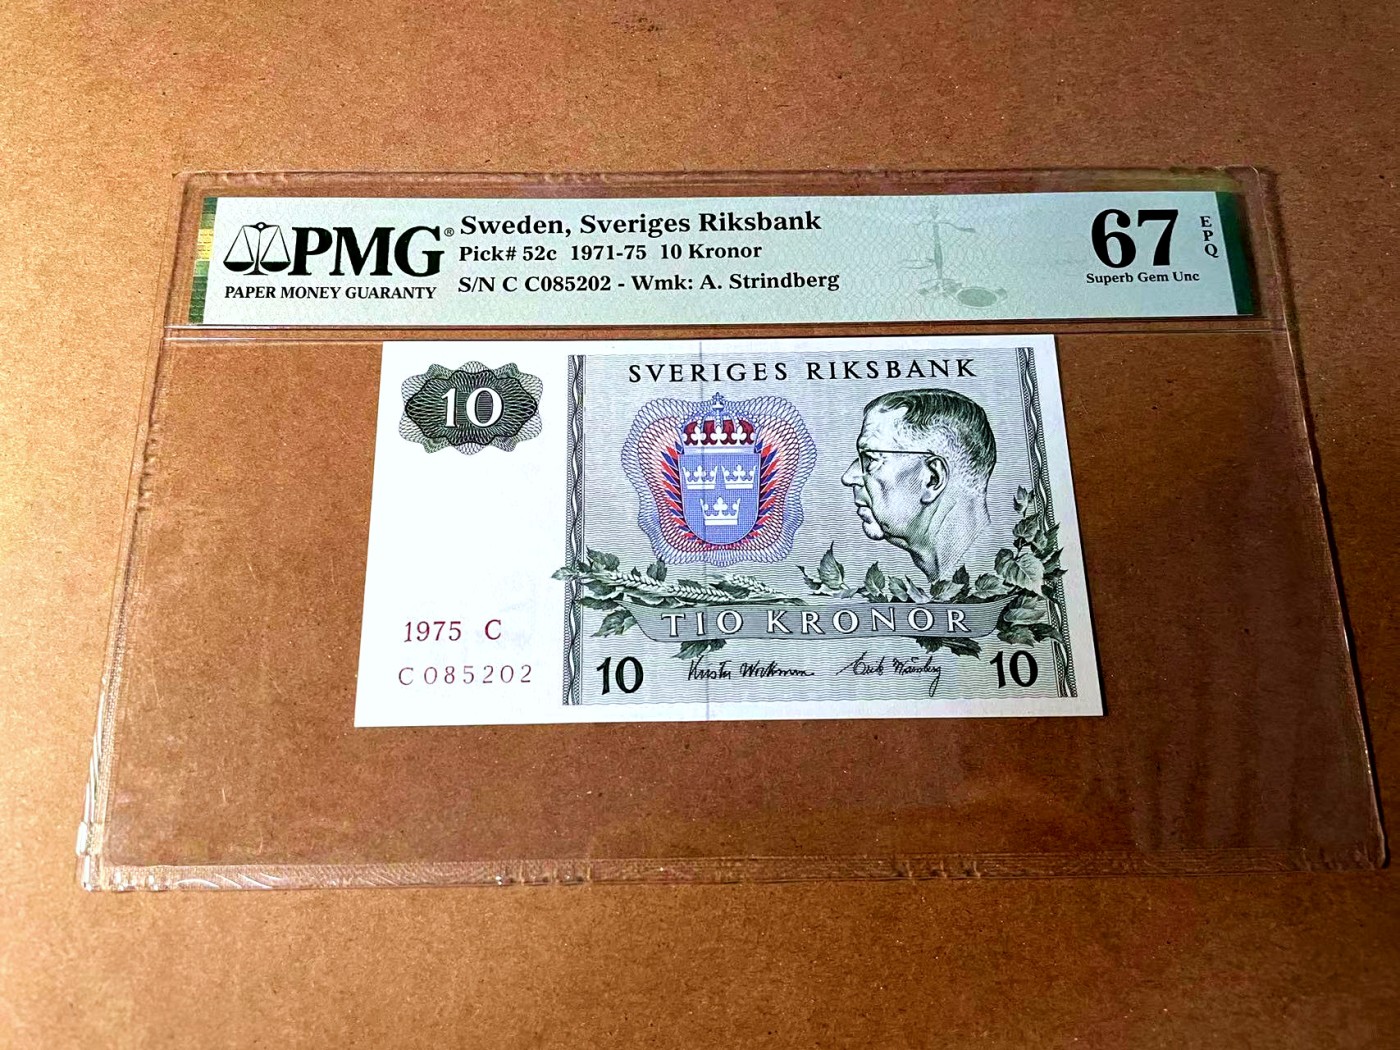 PMG®
PAPER MONEY GUARANTY
Sweden, Sveriges Riksbank
Pick# 52c 1971-75 10 Kronor
S/N C C085202 - Wmk: A. Strindberg
67
EPQ
Superb Gem Unc
10
SVERIGES RIKSBANK
TIO KRONOR
1975 C
C085202
10
10